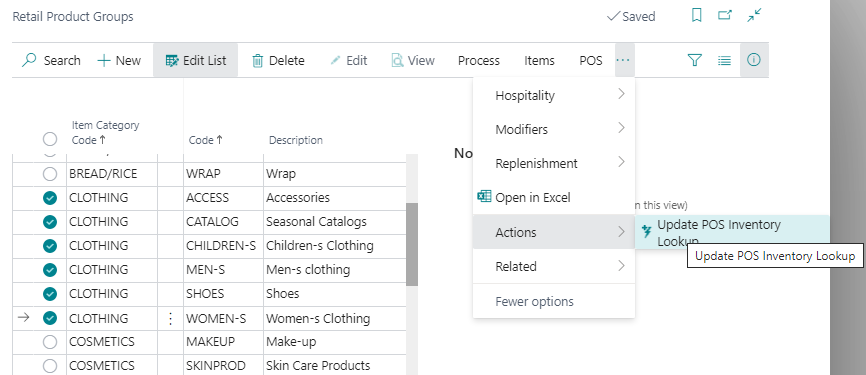 Retail Product Groups
Saved
Search
New
Edit List
Delete
Edit
View
Process
Items
POS
...
Hospitality
Modifiers
Replenishment
Open in Excel
Actions
Related
Fewer options
Update POS Inventory
Lookup
Update POS Inventory Lookup
No
n this view)
Item Category
Code ↑ Code ↑ Description
BREAD/RICE WRAP Wrap
CLOTHING ACCESS Accessories
CLOTHING CATALOG Seasonal Catalogs
CLOTHING CHILDREN-S Children-s Clothing
CLOTHING MEN-S Men-s clothing
CLOTHING SHOES Shoes
CLOTHING WOMEN-S Women-s Clothing
COSMETICS MAKEUP Make-up
COSMETICS SKINPROD Skin Care Products